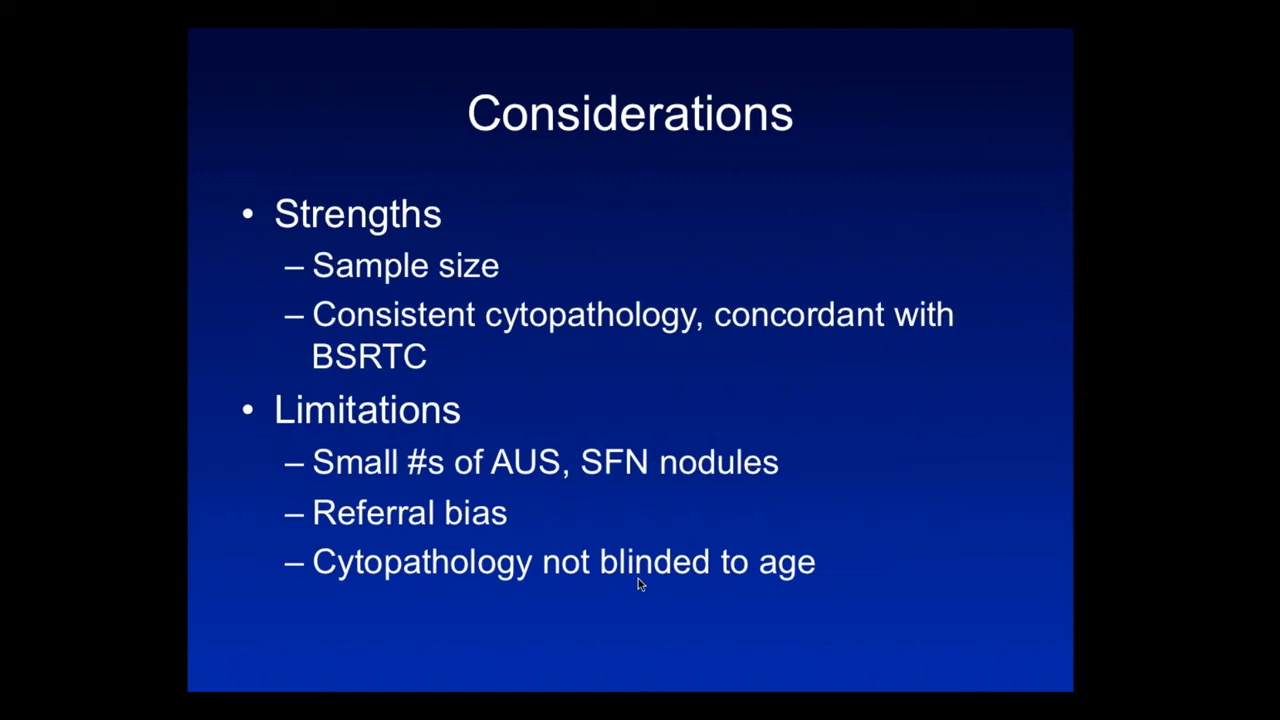 Considerations
• Strengths
– Sample size
– Consistent cytopathology, concordant with
BSRTC
• Limitations
– Small #s of AUS, SFN nodules
– Referral bias
– Cytopathology not blinded to age